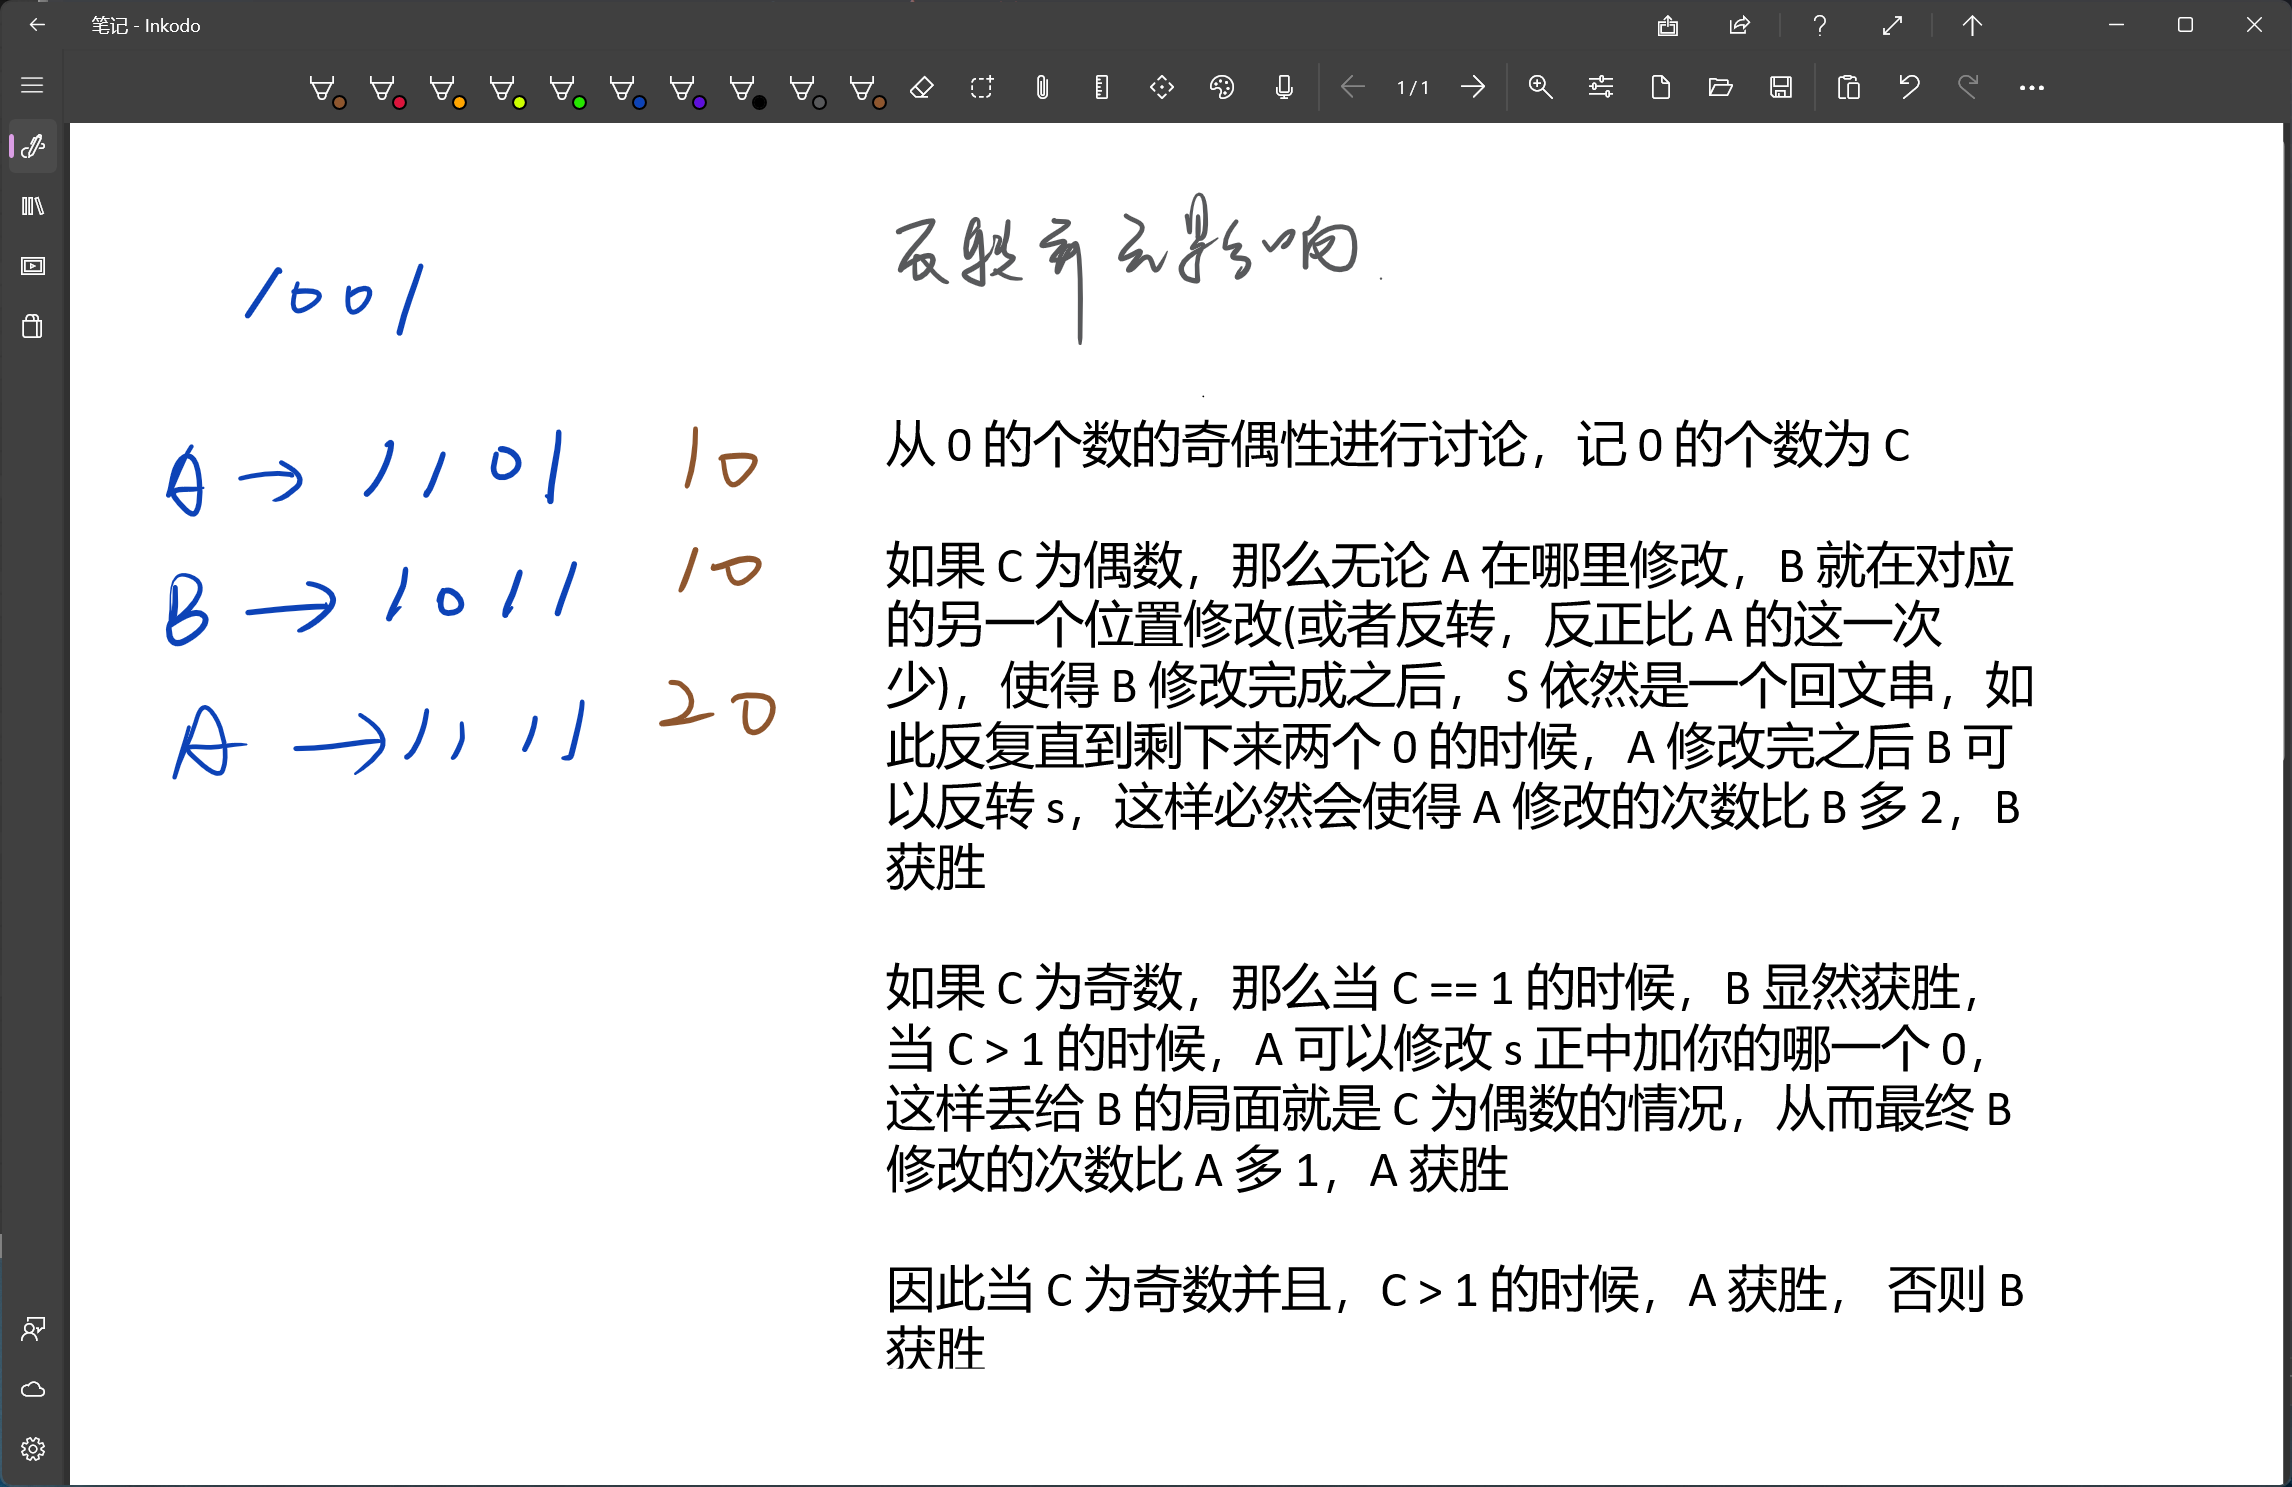 笔记 - Inkodo
1 / 1
反转并无影响.
1001
A → 1101 10
B → 1011 10
A → 1111 20
从 0 的个数的奇偶性进行讨论，记 0 的个数为 C
如果 C 为偶数，那么无论 A 在哪里修改，B 就在对应
的另一个位置修改(或者反转，反正比 A 的这一次
少)，使得 B 修改完成之后， S 依然是一个回文串，如
此反复直到剩下来两个 0 的时候，A 修改完之后 B 可
以反转 s，这样必然会使得 A 修改的次数比 B 多 2，B
获胜
如果 C 为奇数，那么当 C == 1 的时候，B 显然获胜，
当 C > 1 的时候，A 可以修改 s 正中加你的哪一个 0，
这样丢给 B 的局面就是 C 为偶数的情况，从而最终 B
修改的次数比 A 多 1，A 获胜
因此当 C 为奇数并且，C > 1 的时候，A 获胜， 否则 B
获胜